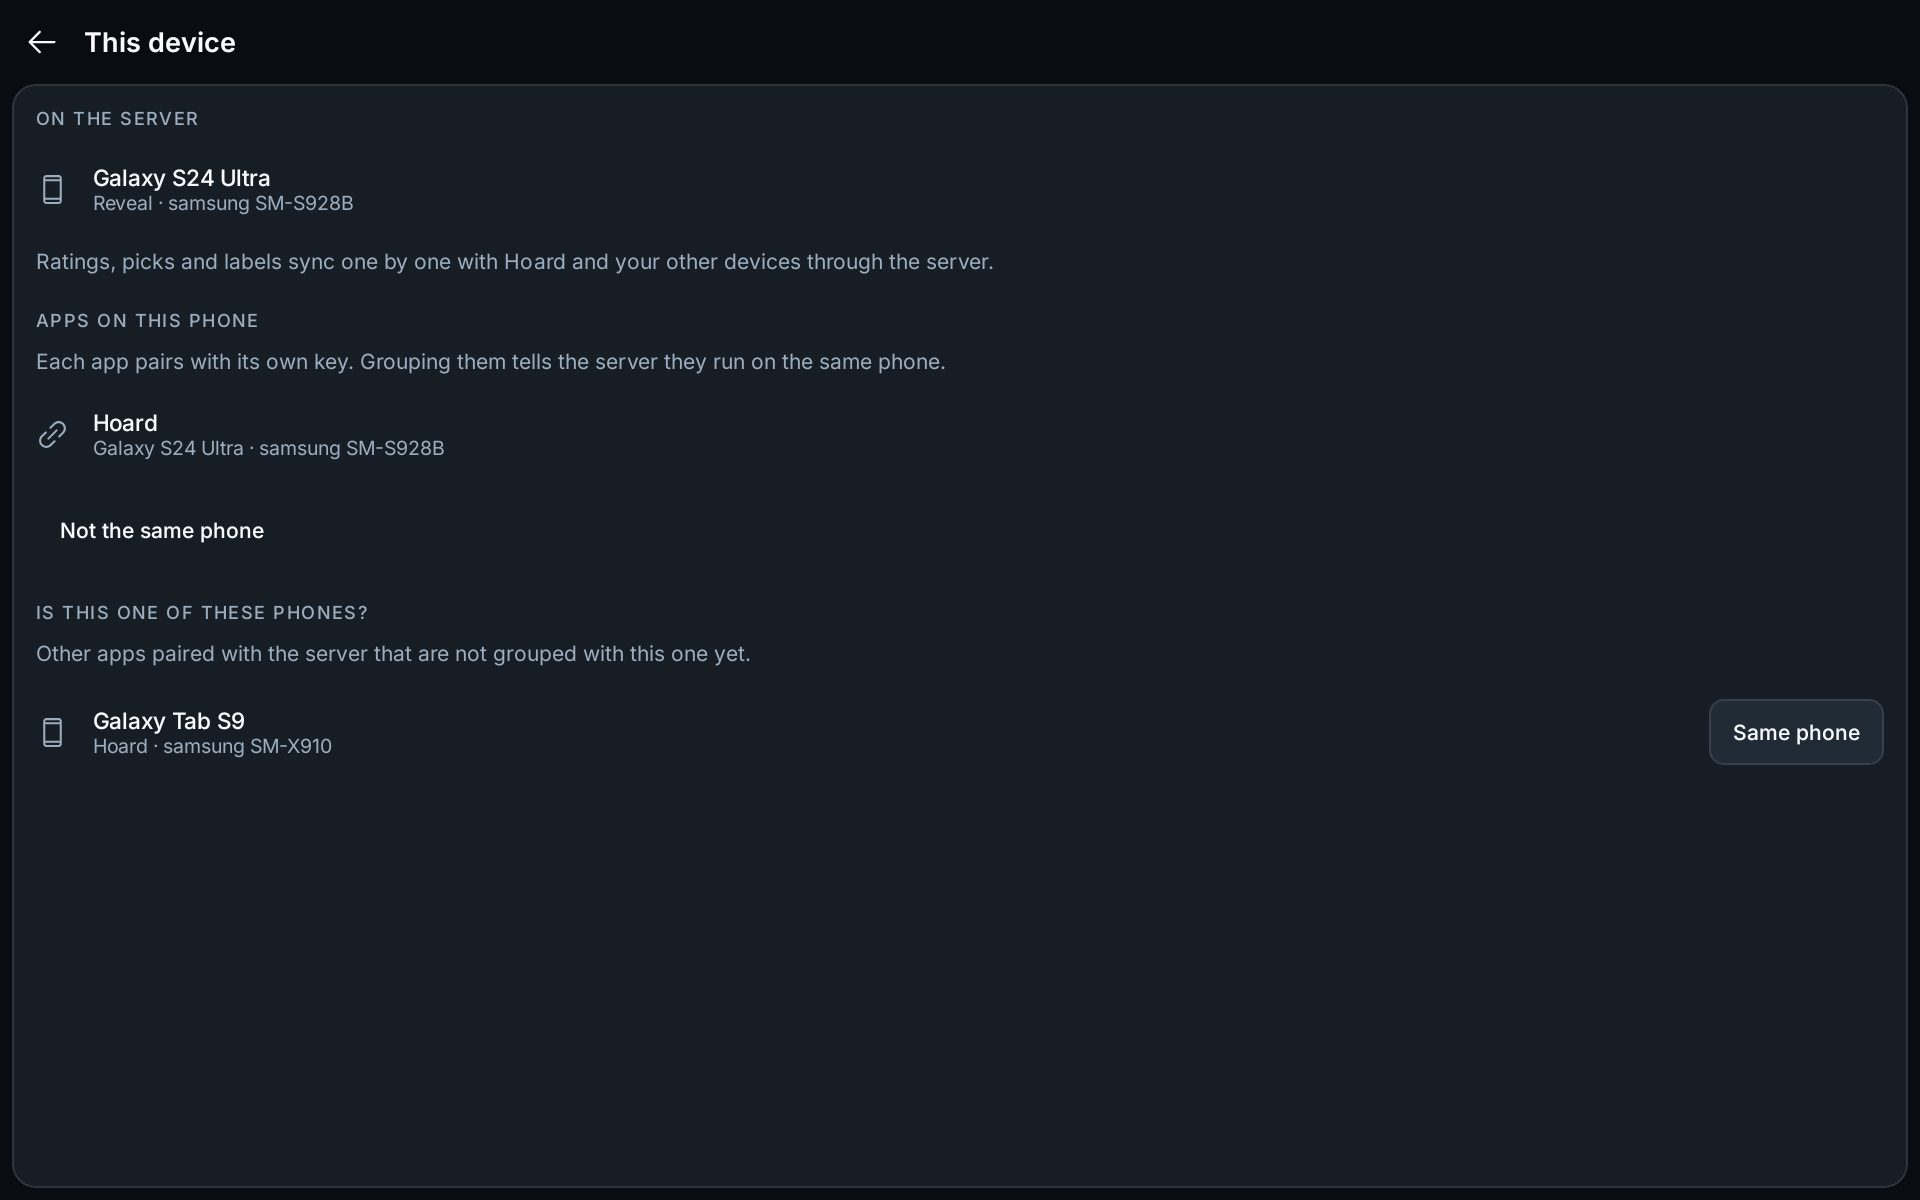 This device
ON THE SERVER
Galaxy S24 Ultra
Reveal · samsung SM-S928B
Ratings, picks and labels sync one by one with Hoard and your other devices through the server.
APPS ON THIS PHONE
Each app pairs with its own key. Grouping them tells the server they run on the same phone.
Hoard
Galaxy S24 Ultra · samsung SM-S928B
Not the same phone
IS THIS ONE OF THESE PHONES?
Other apps paired with the server that are not grouped with this one yet.
Galaxy Tab S9
Hoard · samsung SM-X910
Same phone